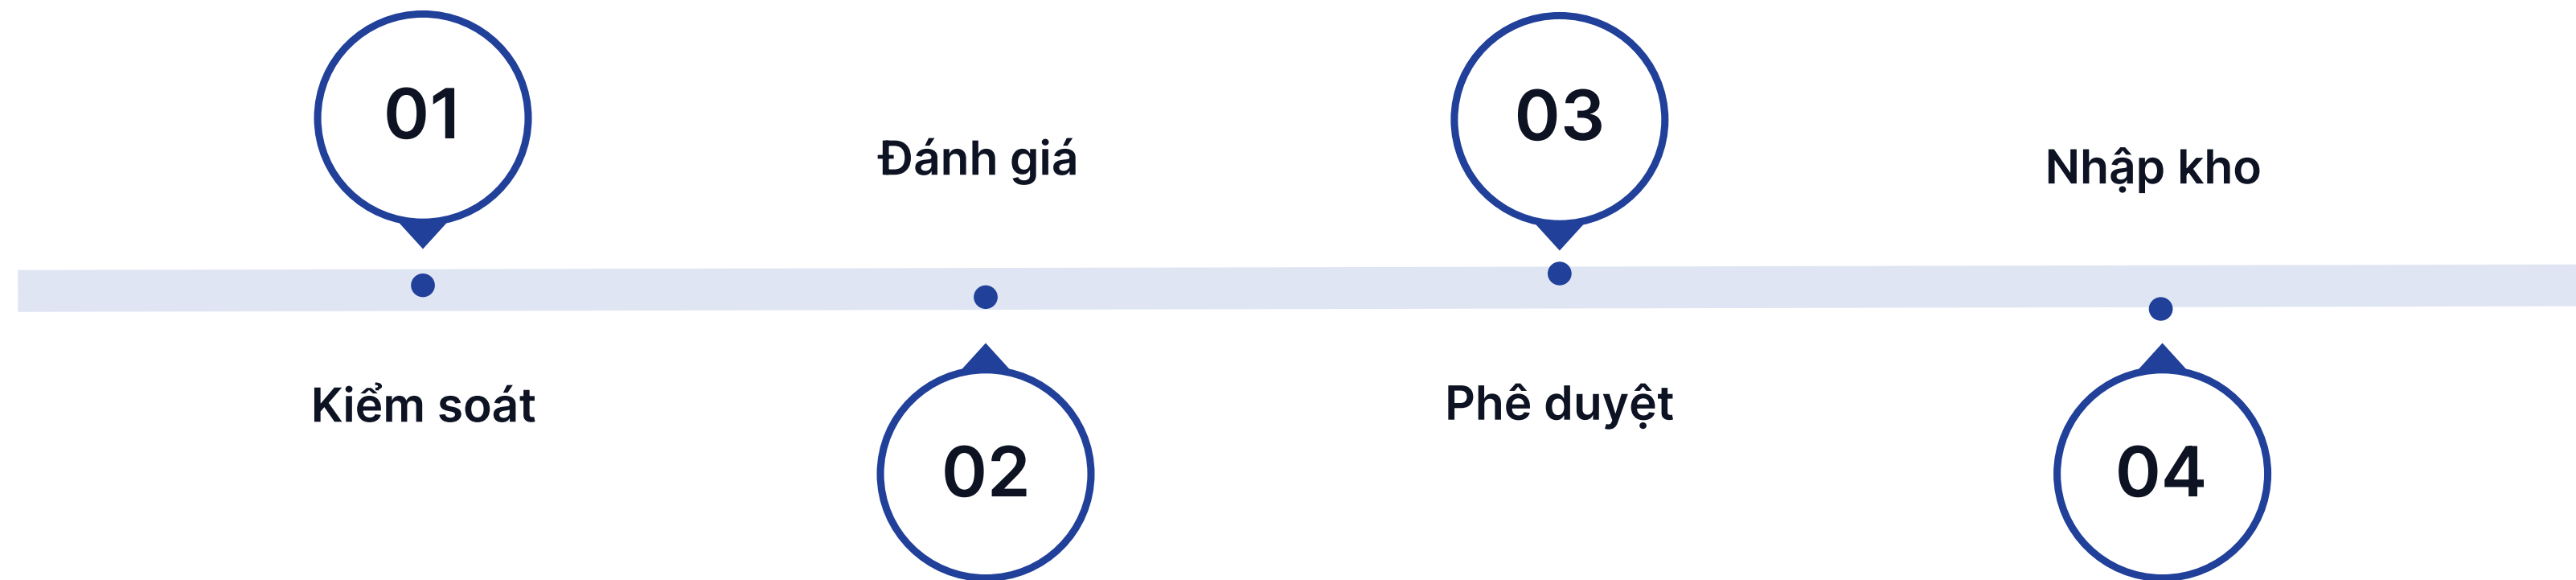 01
Kiểm soát
Đánh giá
02
03
Phê duyệt
Nhập kho
04